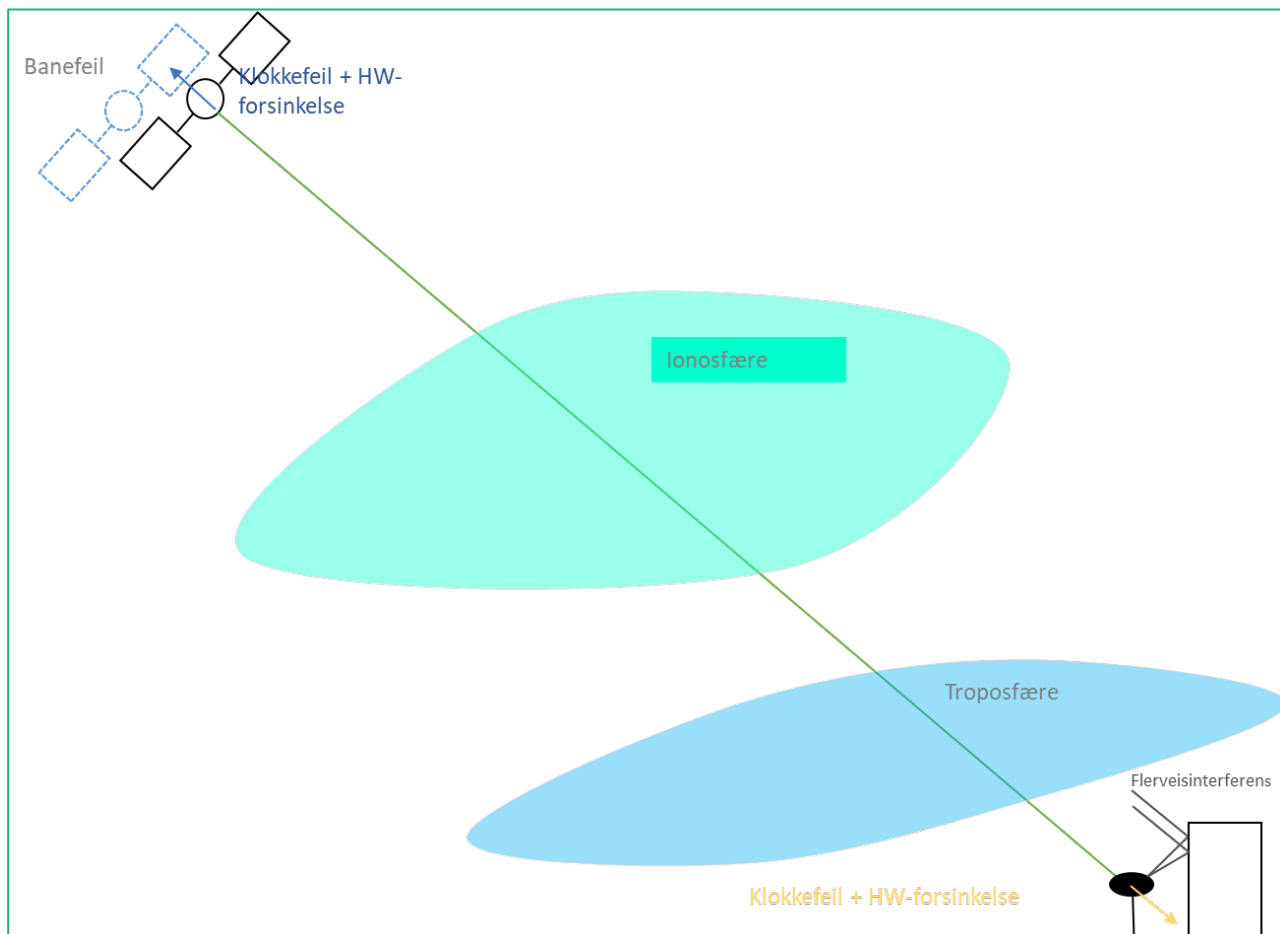 Banefeil
Klokkefeil + HW-
forsinkelse
Ionosfære
Troposfære
Flerveisinterferens
Klokkefeil + HW-forsinkelse